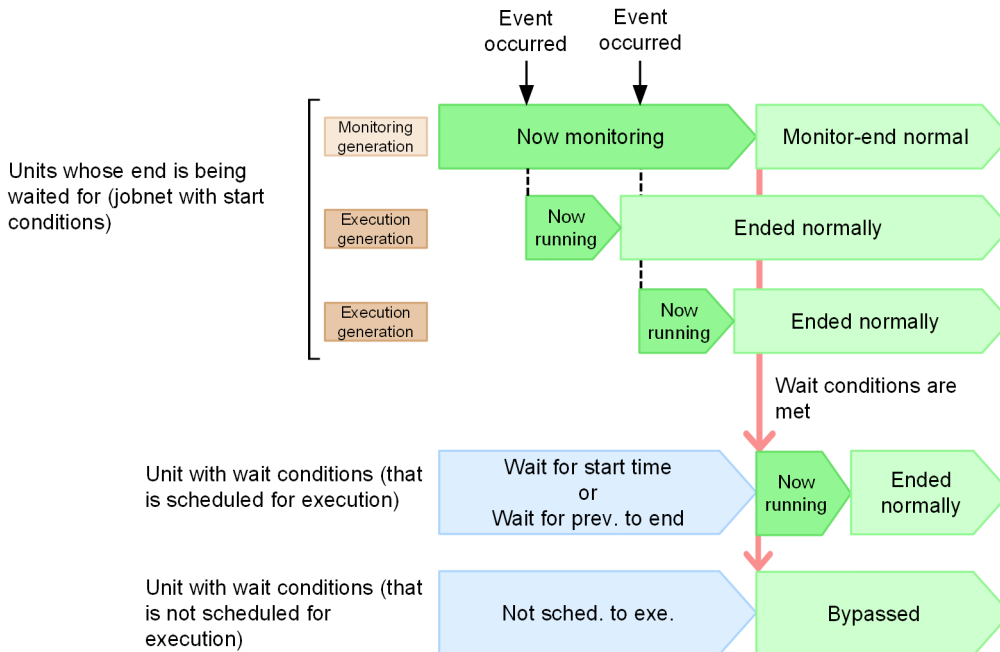 Event
occurred
Event
occurred
Monitoring
generation
Now monitoring
Monitor-end normal
Units whose end is being
waited for (jobnet with start
conditions)
Execution
generation
Now
running
Ended normally
Execution
generation
Now
running
Ended normally
Wait conditions are
met
Unit with wait conditions (that
is scheduled for execution)
Wait for start time
or
Wait for prev. to end
Now
running
Ended
normally
Unit with wait conditions (that
is not scheduled for
execution)
Not sched. to exe.
Bypassed